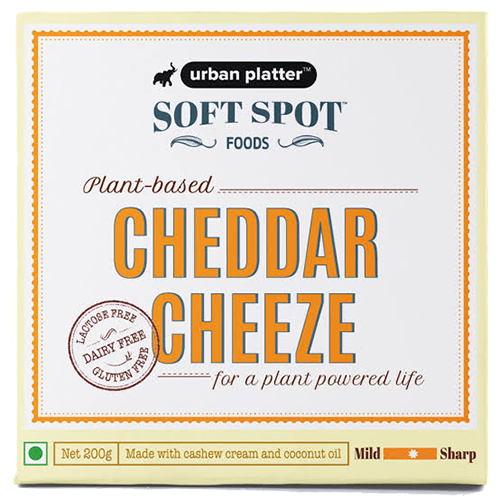 urban platter™
SOFT SPOT™
FOODS
Plant-based
CHEDDAR
CHEEZE
LACTOSE FREE
DAIRY FREE
GLUTEN FREE
for a plant powered life
Net 200g
Made with cashew cream and coconut oil
Mild
Sharp